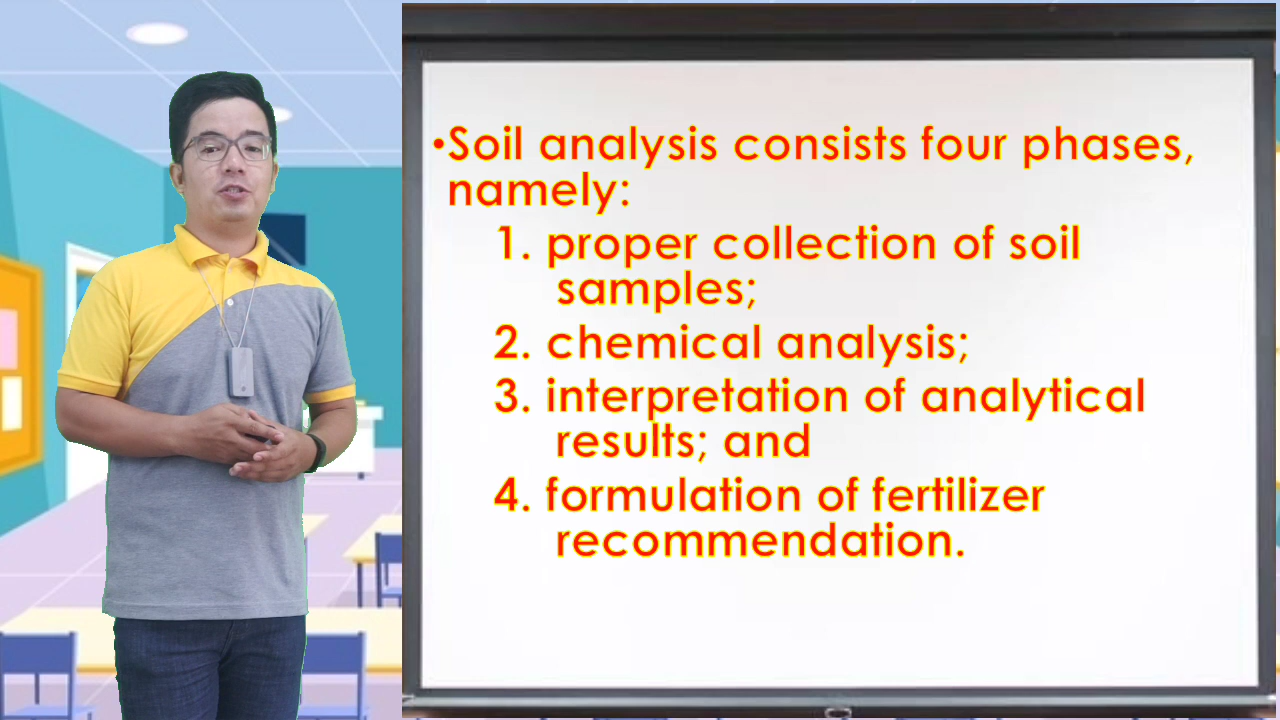 •Soil analysis consists four phases,
namely:
1. proper collection of soil
samples;
2. chemical analysis;
3. interpretation of analytical
results; and
4. formulation of fertilizer
recommendation.